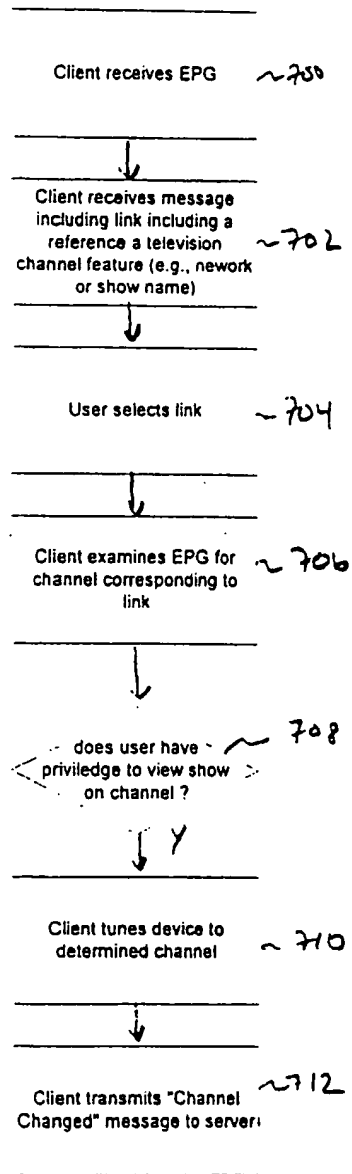 Client receives EPG ~700
Client receives message
including link including a
reference a television ~702
channel feature (e.g., nework
or show name)
User selects link ~704
Client examines EPG for ~706
channel corresponding to
link
does user have 708
priviledge to view show
on channel ?
Y
Client tunes device to
determined channel ~710
Client transmits "Channel ~712
Changed" message to server